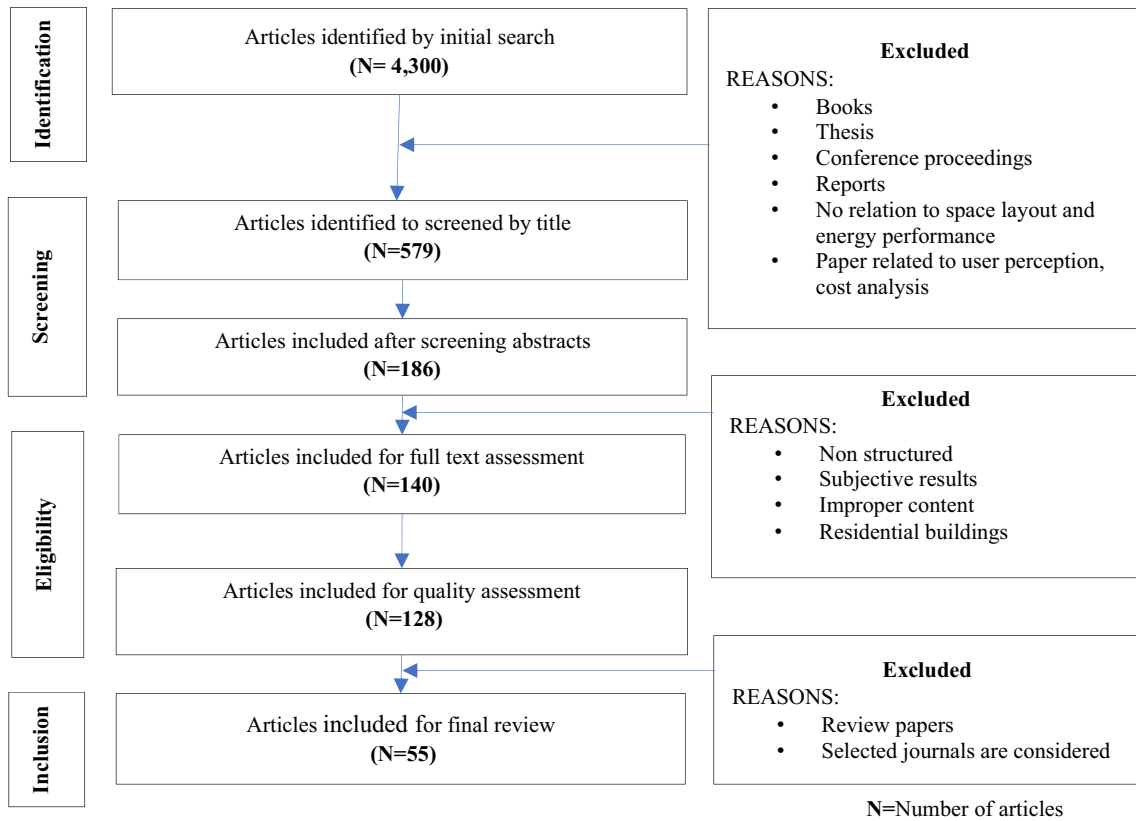 Identification
Articles identified by initial search
(N= 4,300)
Excluded
REASONS:
• Books
• Thesis
• Conference proceedings
• Reports
• No relation to space layout and
energy performance
• Paper related to user perception,
cost analysis
Screening
Articles identified to screened by title
(N=579)
Articles included after screening abstracts
(N=186)
Excluded
REASONS:
• Non structured
• Subjective results
• Improper content
• Residential buildings
Eligibility
Articles included for full text assessment
(N=140)
Articles included for quality assessment
(N=128)
Excluded
REASONS:
• Review papers
• Selected journals are considered
Inclusion
Articles included for final review
(N=55)
N=Number of articles